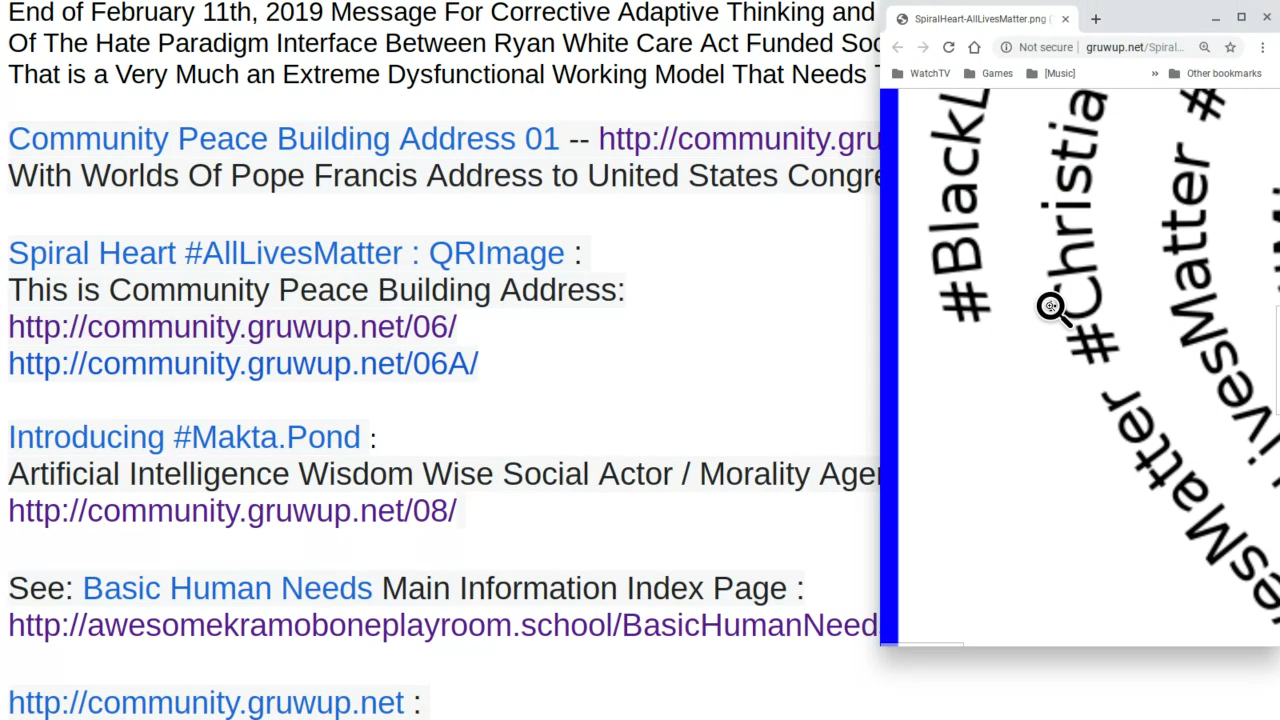 End of February 11th, 2019 Message For Corrective Adaptive Thinking and
Of The Hate Paradigm Interface Between Ryan White Care Act Funded
That is a Very Much an Extreme Dysfunctional Working Model That Needs
Community Peace Building Address 01 -- http://community.gru
With Worlds Of Pope Francis Address to United States Congre
Spiral Heart #AllLivesMatter : QRImage :
This is Community Peace Building Address:
http://community.gruwup.net/06/
http://community.gruwup.net/06A/
Introducing #Makta.Pond :
Artificial Intelligence Wisdom Wise Social Actor / Morality Age
http://community.gruwup.net/08/
See: Basic Human Needs Main Information Index Page :
http://awesomekramoboneplayroom.school/BasicHumanNeed
http://community.gruwup.net :
SpiralHeart-AllLivesMatter.png (
Not secure | gruwup.net/Spiral...
WatchTV Games [Music] » Other bookmarks
#BlackL
#Christia
Matter #
ivesMatter
esMatter